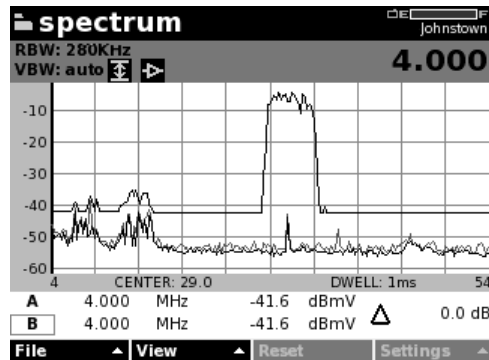 spectrum
E F
Johnstown
RBW: 280KHz
VBW: auto
4.000
-10
-20
-30
-40
-50
-60
4 CENTER: 29.0 DWELL: 1ms 54
A 4.000 MHz -41.6 dBmV
B 4.000 MHz -41.6 dBmV
Δ 0.0 dB
File View Reset Settings